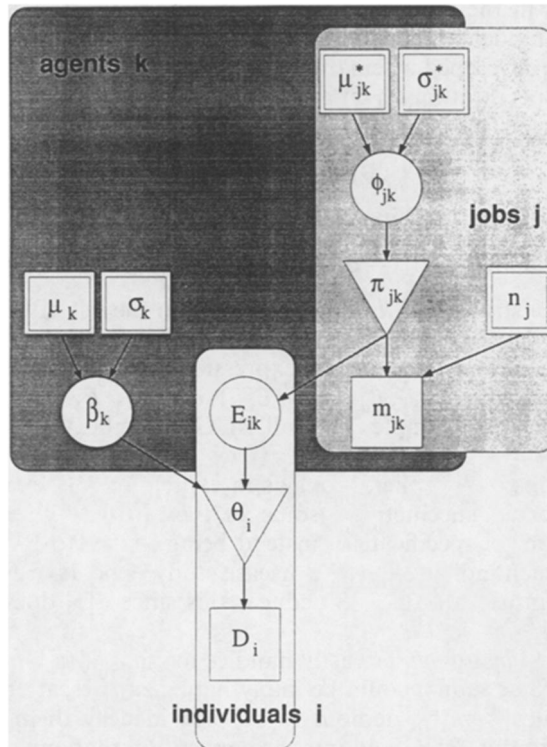 agents k
μ*jk σ*jk
ϕjk
jobs j
πjk
nj
μk σk
βk
Eik
mjk
θi
Di
individuals i